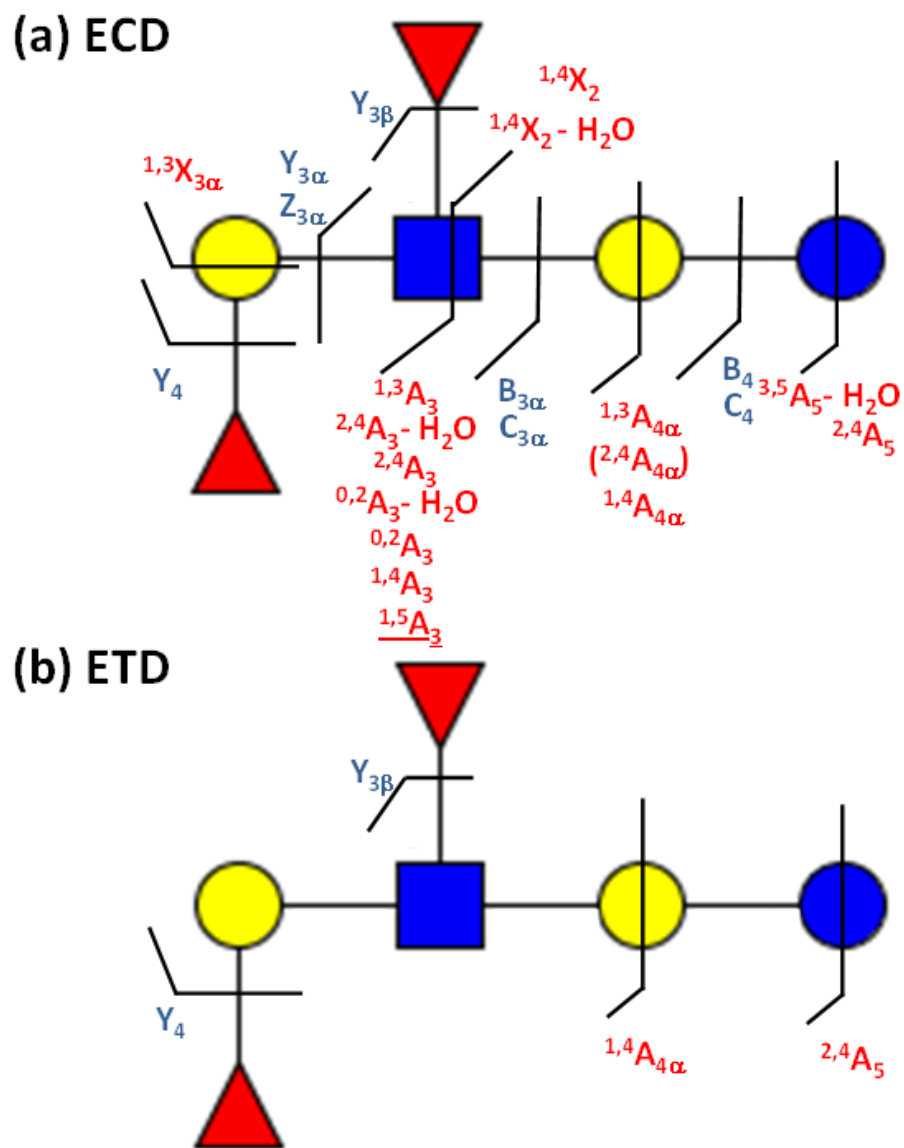 (a) ECD
Y₃β
¹,⁴X₂
¹,⁴X₂ - H₂O
¹,³X₃α
Y₃α
Z₃α
Y₄
¹,³A₃
²,⁴A₃- H₂O
²,⁴A₃
⁰,²A₃- H₂O
⁰,²A₃
¹,⁴A₃
¹,⁵A₃
B₃α
C₃α
¹,³A₄α
(²,⁴A₄α)
¹,⁴A₄α
B₄
C₄
³,⁵A₅- H₂O
²,⁴A₅
(b) ETD
Y₃β
Y₄
¹,⁴A₄α
²,⁴A₅